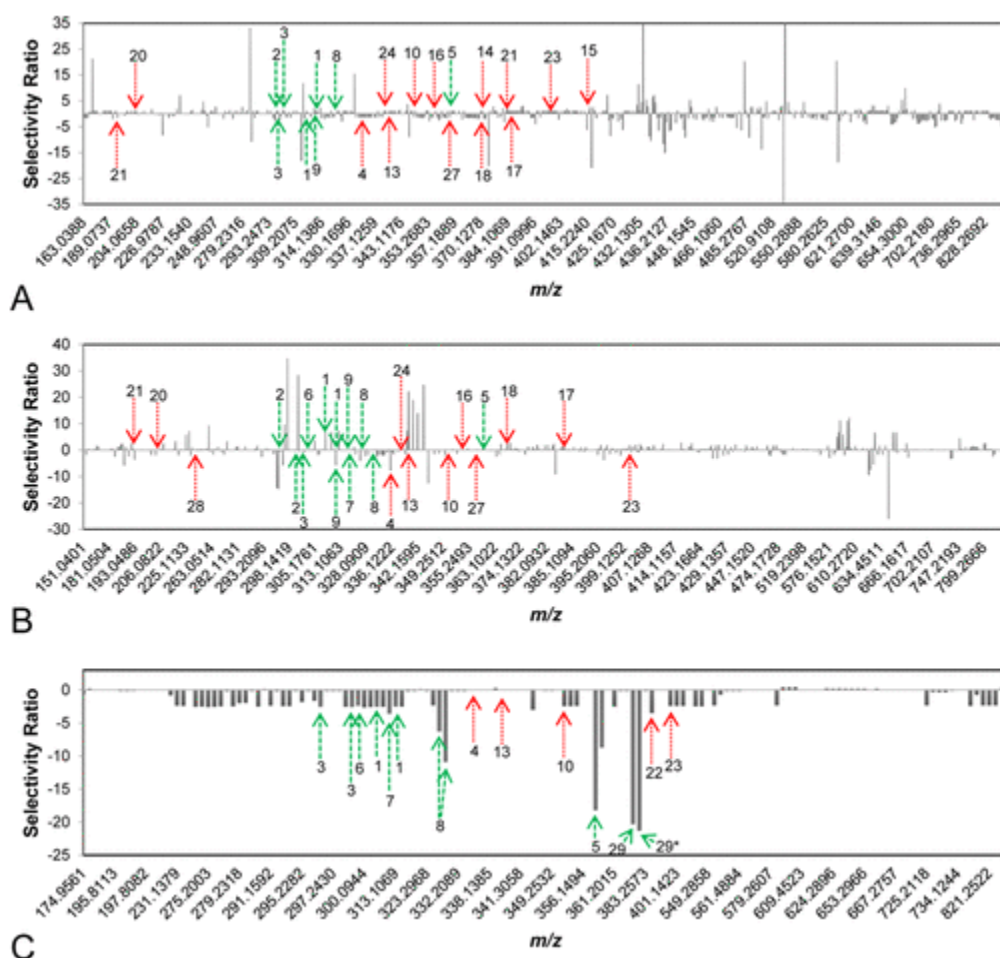 Selectivity Ratio
35
25
15
5
-5
-15
-25
-35
20 2 3 1 8 24 10 16 5 14 21 23 15
21 3 1 9 4 13 27 18 17
163.0388 189.0737 204.0658 226.9787 233.1540 248.9607 279.2316 293.2473 309.2075 314.1386 330.1696 337.1259 343.1176 353.2683 357.1889 370.1278 384.1069 391.0996 402.1463 415.2240 425.1670 432.1305 436.2127 448.1545 466.1060 485.2767 520.9108 550.2888 580.2625 621.2700 639.3146 654.3000 702.2180 736.2965 828.2692
m/z
A
Selectivity Ratio
40
30
20
10
0
-10
-20
-30
21 20 2 6 1 1 9 8 24 16 5 18 17
28 2 3 9 7 8 4 13 10 27 23
151.0401 181.0504 193.0486 206.0822 225.1133 263.0514 282.1131 293.2096 298.1419 305.1761 313.1063 328.0909 336.1222 342.1595 349.2512 355.2493 363.1022 374.1322 382.0932 385.1094 395.2060 399.1252 407.1268 414.1157 423.1664 429.1357 447.1520 474.1728 519.2398 576.1521 610.2720 634.4511 666.1617 702.2107 747.2193 799.2666
m/z
B
Selectivity Ratio
0
-5
-10
-15
-20
-25
3 3 6 1 7 1 8 4 13 10 5 29 29* 22 23
174.9561 195.8113 197.8082 231.1379 275.2003 279.2318 291.1592 295.2282 297.2430 300.0944 313.1069 323.2968 332.2089 338.1385 341.3058 349.2532 356.1494 361.2015 383.2573 401.1423 549.2858 561.4884 579.2607 609.4523 624.2896 653.2966 667.2757 725.2118 734.1244 821.2522
m/z
C